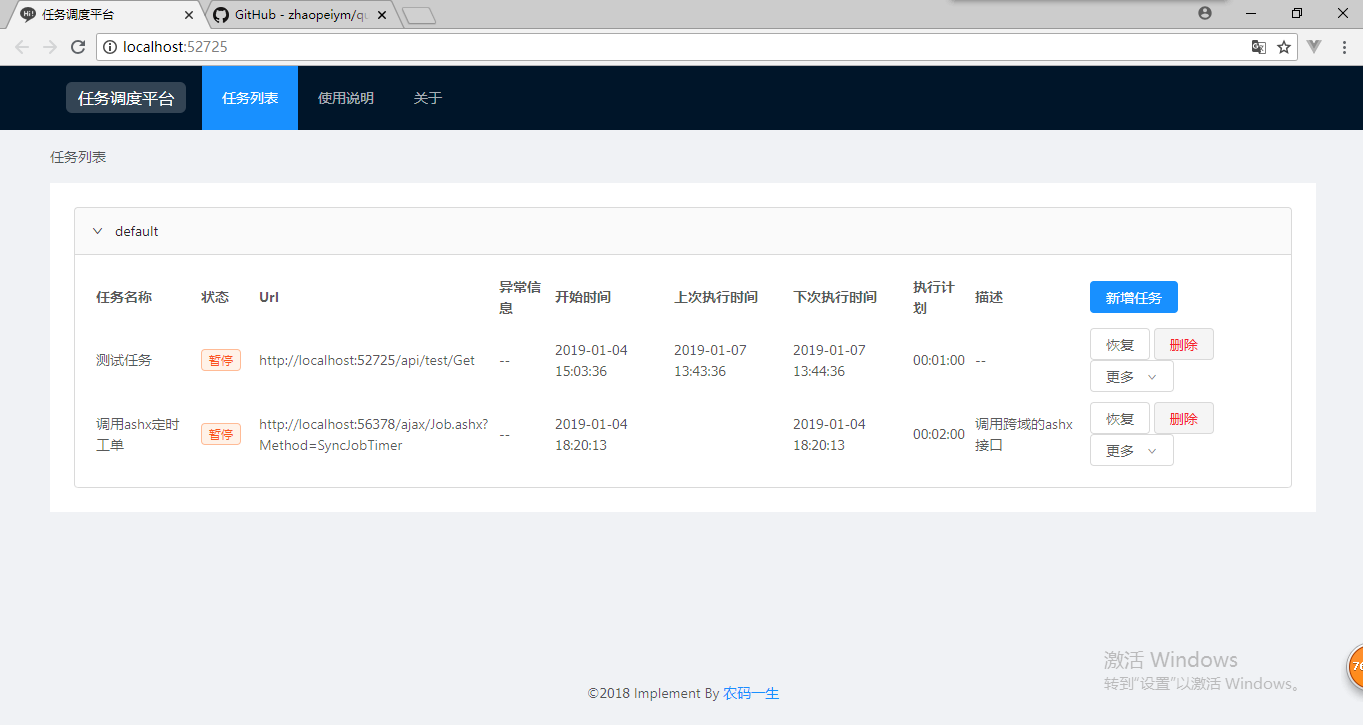 任务调度平台
GitHub - zhaopeiym/qu
localhost:52725
任务调度平台 任务列表 使用说明 关于
任务列表
default
任务名称 状态 Url 异常信息 开始时间 上次执行时间 下次执行时间 执行计划 描述 新增任务
测试任务 暂停 http://localhost:52725/api/test/Get -- 2019-01-04 15:03:36 2019-01-07 13:43:36 2019-01-07 13:44:36 00:01:00 -- 恢复 删除 更多
调用ashx定时工单 暂停 http://localhost:56378/ajax/Job.ashx?Method=SyncJobTimer -- 2019-01-04 18:20:13 2019-01-04 18:20:13 00:02:00 调用跨域的ashx接口 恢复 删除 更多
激活 Windows
转到"设置"以激活 Windows。
76
©2018 Implement By 农码一生